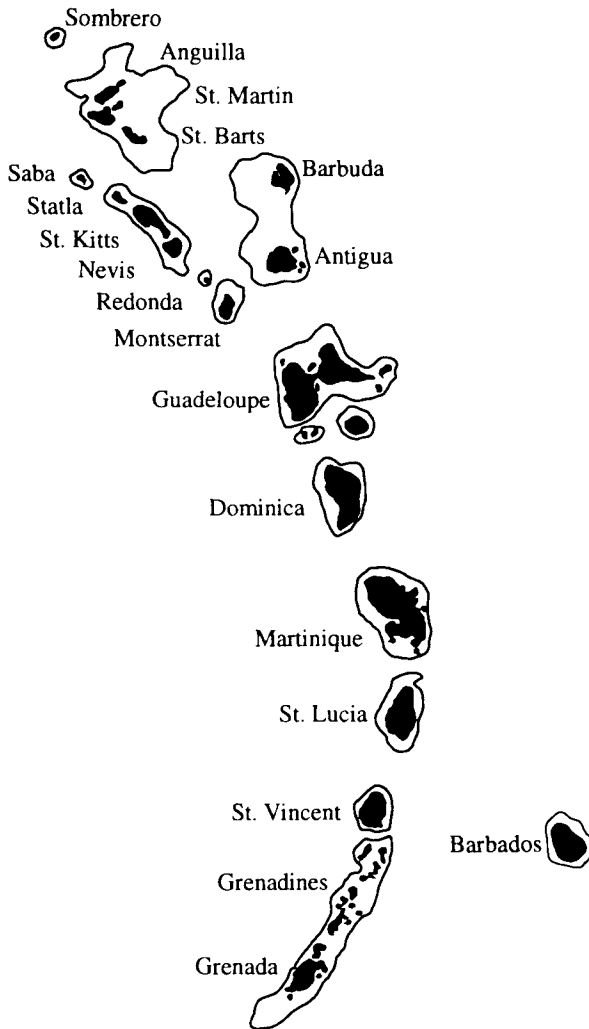 Sombrero
Anguilla
St. Martin
St. Barts
Saba
Barbuda
Statla
St. Kitts
Antigua
Nevis
Redonda
Montserrat
Guadeloupe
Dominica
Martinique
St. Lucia
St. Vincent
Barbados
Grenadines
Grenada